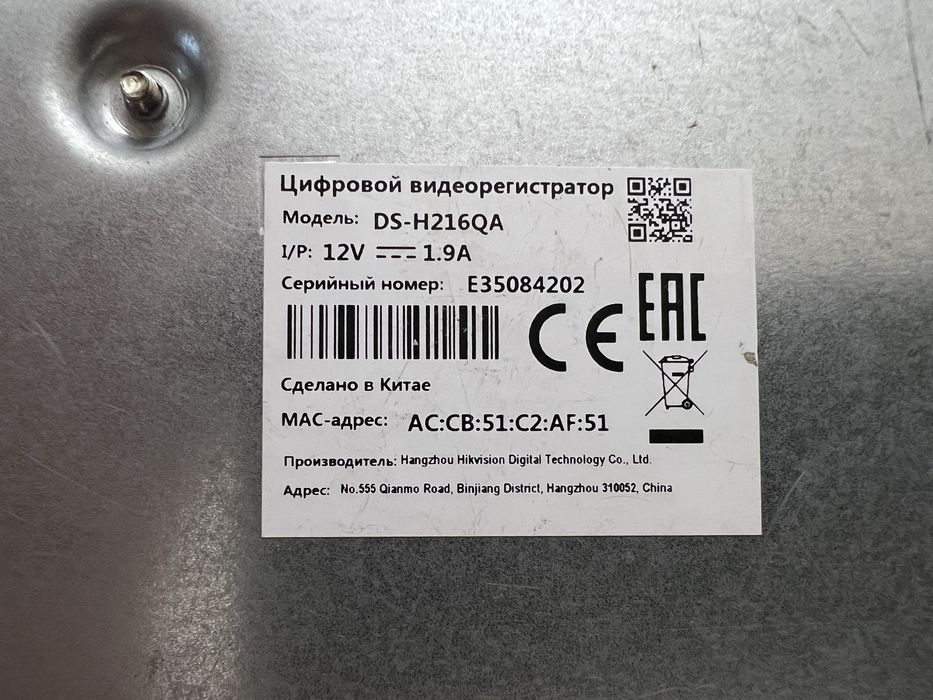 Цифровой видеорегистратор
Модель: DS-H216QA
I/P: 12V 1.9A
Серийный номер: E35084202
CE EAC
Сделано в Китае
MAC-адрес: AC:CB:51:C2:AF:51
Производитель: Hangzhou Hikvision Digital Technology Co., Ltd.
Адрес: No.555 Qianmo Road, Binjiang District, Hangzhou 310052, China